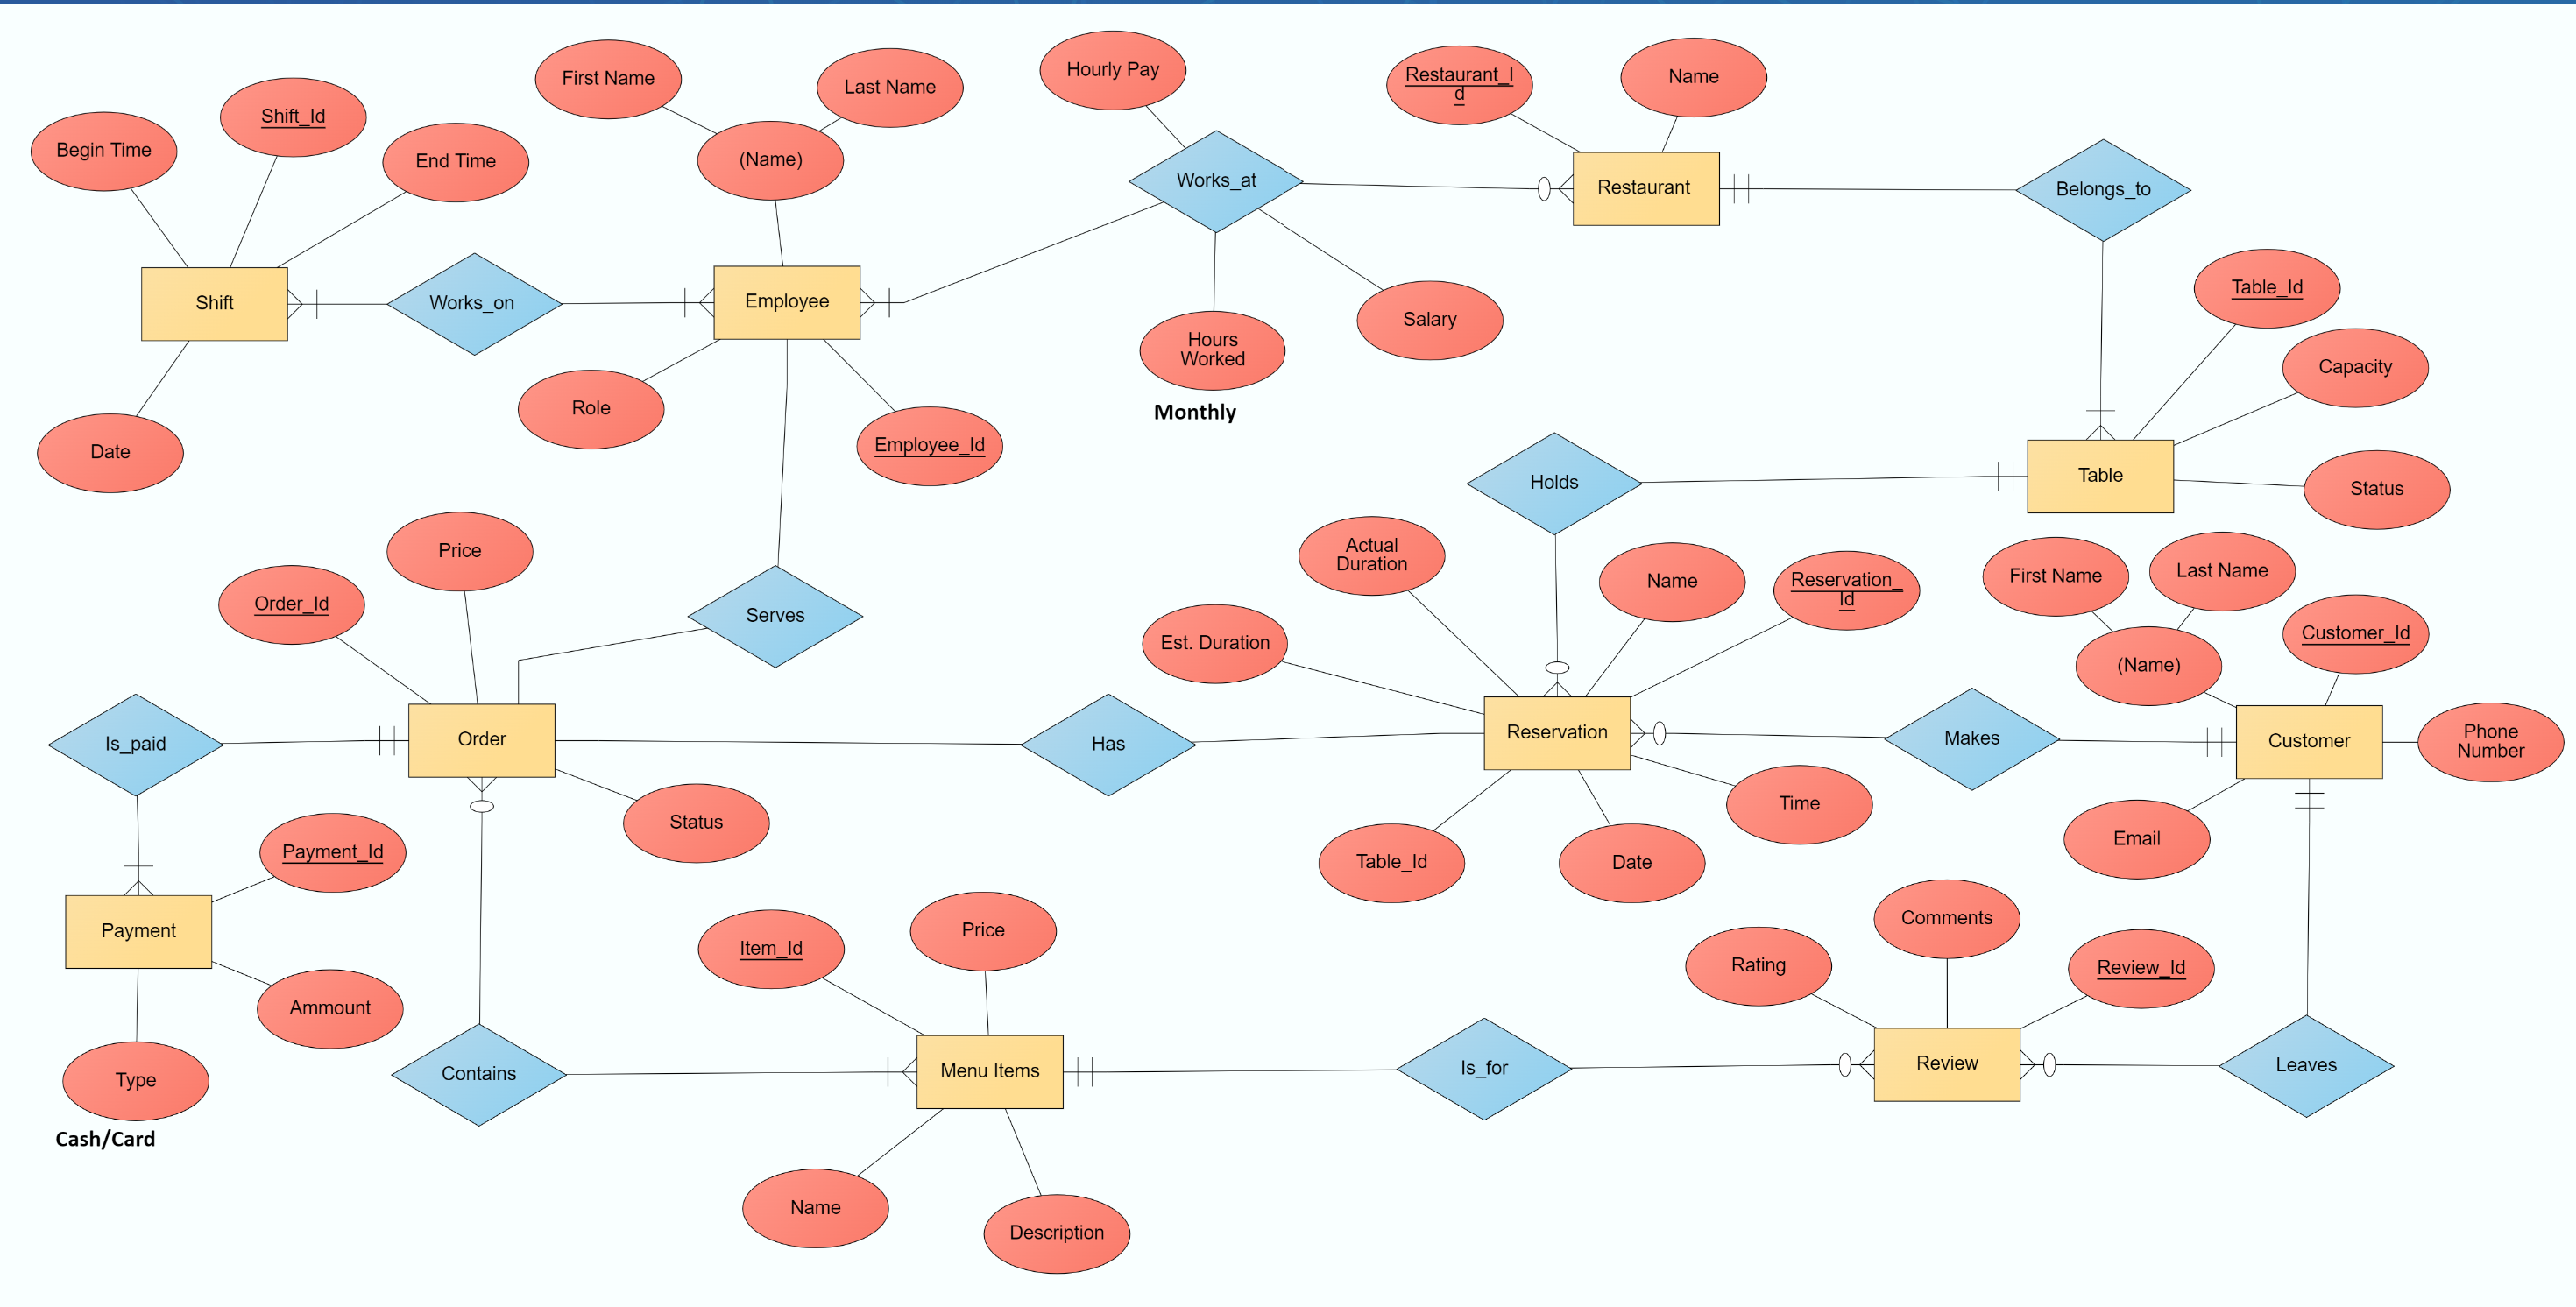 Hourly Pay
First Name
Last Name
Restaurant_I
d
Name
Shift_Id
Begin Time
End Time
(Name)
Works_at
Restaurant
Belongs_to
Shift
Works_on
Employee
Table_Id
Hours
Worked
Salary
Monthly
Capacity
Role
Employee_Id
Date
Holds
Table
Status
Price
Order_Id
Serves
Actual
Duration
Name
Reservation_
Id
First Name
Last Name
Est. Duration
(Name)
Customer_Id
Is_paid
Order
Has
Reservation
Makes
Customer
Phone
Number
Status
Time
Payment_Id
Table_Id
Date
Email
Payment
Item_Id
Price
Comments
Rating
Review_Id
Ammount
Type
Cash/Card
Contains
Menu Items
Is_for
Review
Leaves
Name
Description